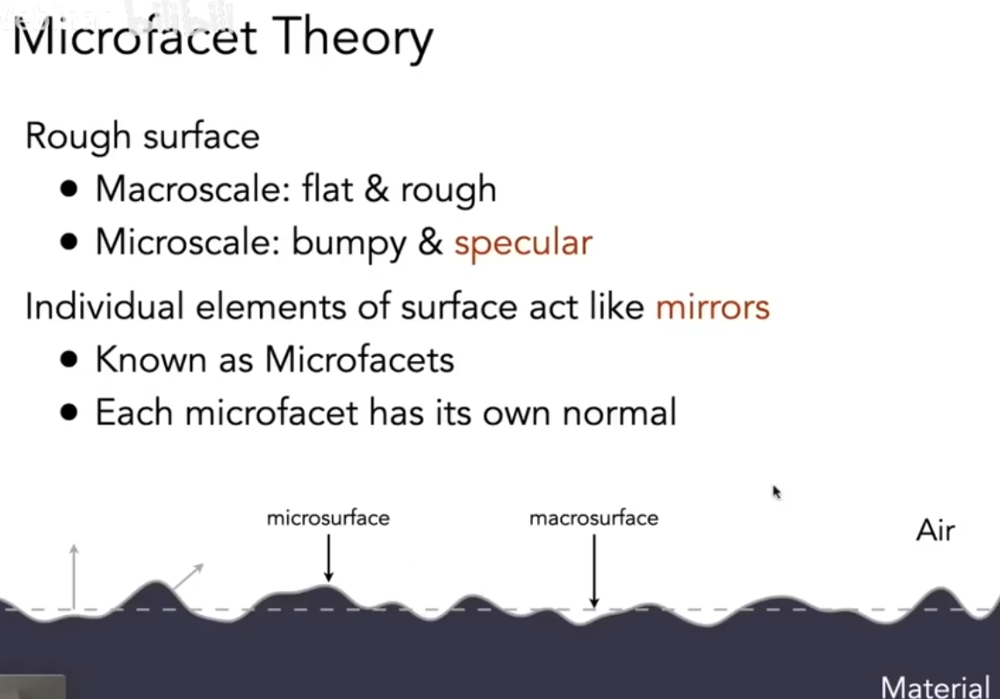 Microfacet Theory
Rough surface
● Macroscale: flat & rough
● Microscale: bumpy & specular
Individual elements of surface act like mirrors
● Known as Microfacets
● Each microfacet has its own normal
microsurface
macrosurface
Air
Material